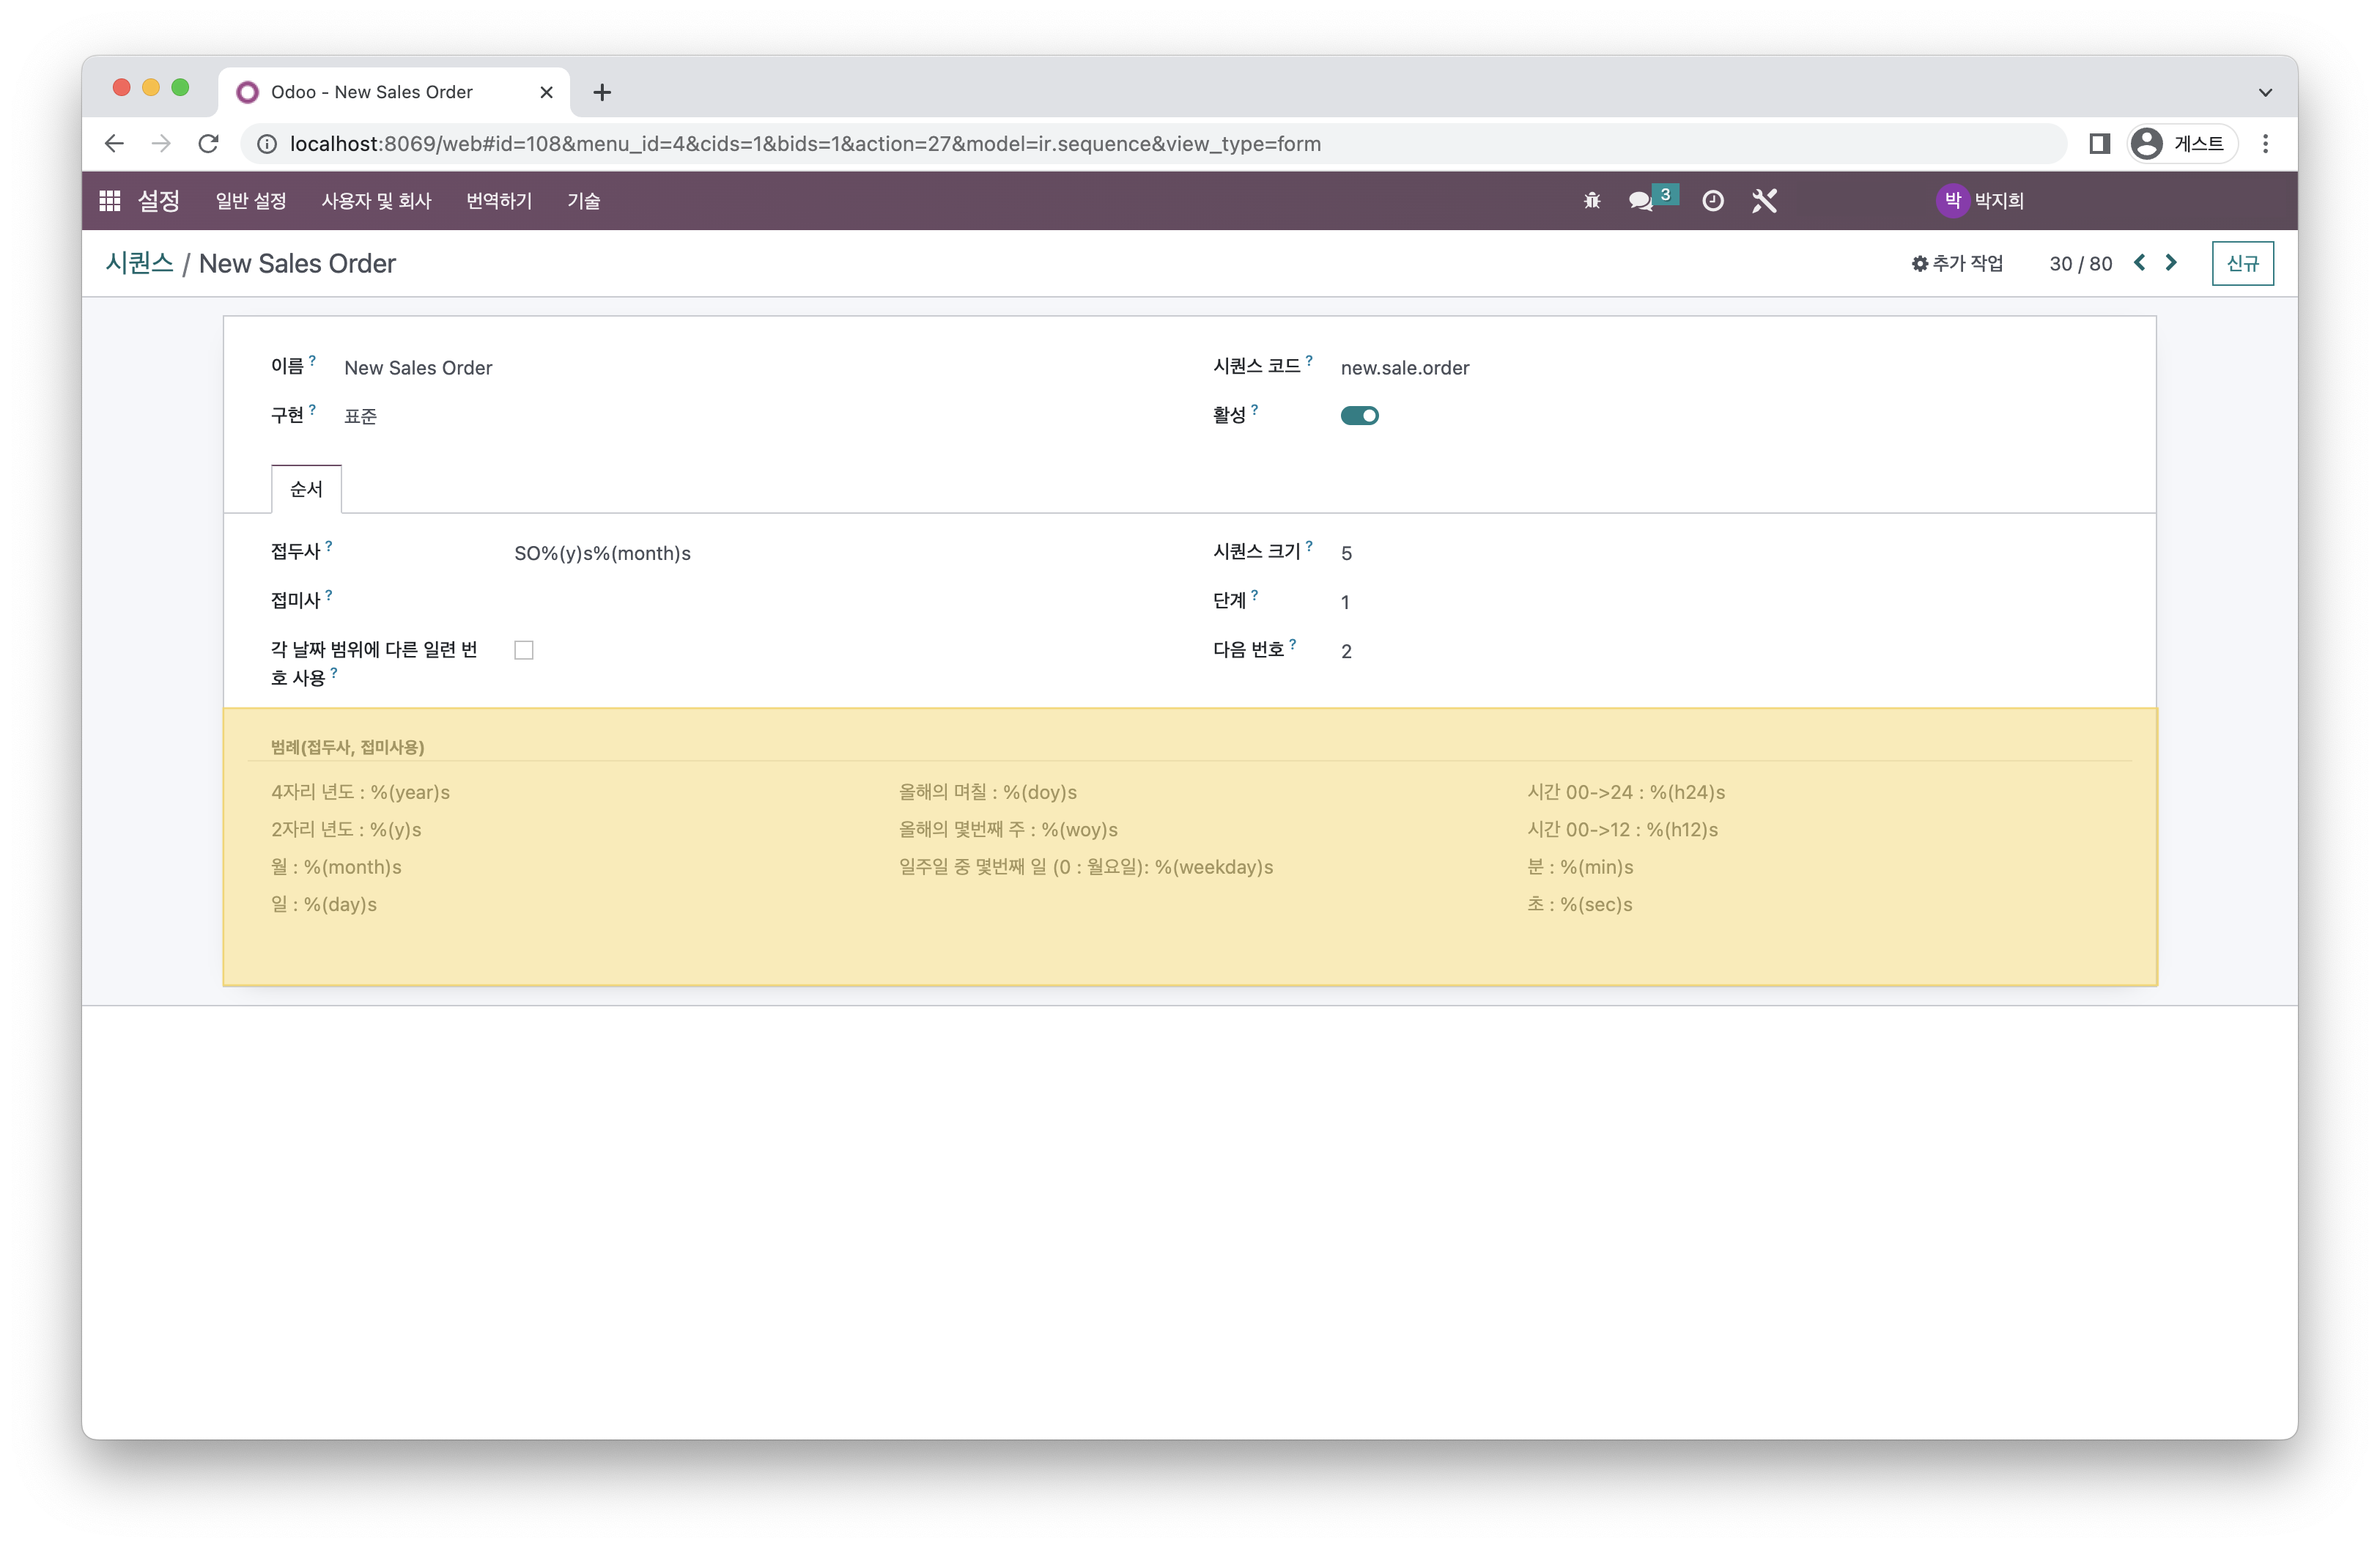 Odoo - New Sales Order
localhost:8069/web#id=108&menu_id=4&cids=1&bids=1&action=27&model=ir.sequence&view_type=form
게스트
설정 일반 설정 사용자 및 회사 번역하기 기술 3 박 박지희
시퀀스 / New Sales Order 추가 작업 30 / 80 신규
이름 ? New Sales Order 시퀀스 코드 ? new.sale.order
구현 ? 표준 활성 ?
순서
접두사 ? SO%(y)s%(month)s 시퀀스 크기 ? 5
접미사 ? 단계 ? 1
각 날짜 범위에 다른 일련 번 다음 번호 ? 2
호 사용 ?
범례(접두사, 접미사용)
4자리 년도 : %(year)s 올해의 며칠 : %(doy)s 시간 00->24 : %(h24)s
2자리 년도 : %(y)s 올해의 몇번째 주 : %(woy)s 시간 00->12 : %(h12)s
월 : %(month)s 일주일 중 몇번째 일 (0 : 월요일): %(weekday)s 분 : %(min)s
일 : %(day)s 초 : %(sec)s